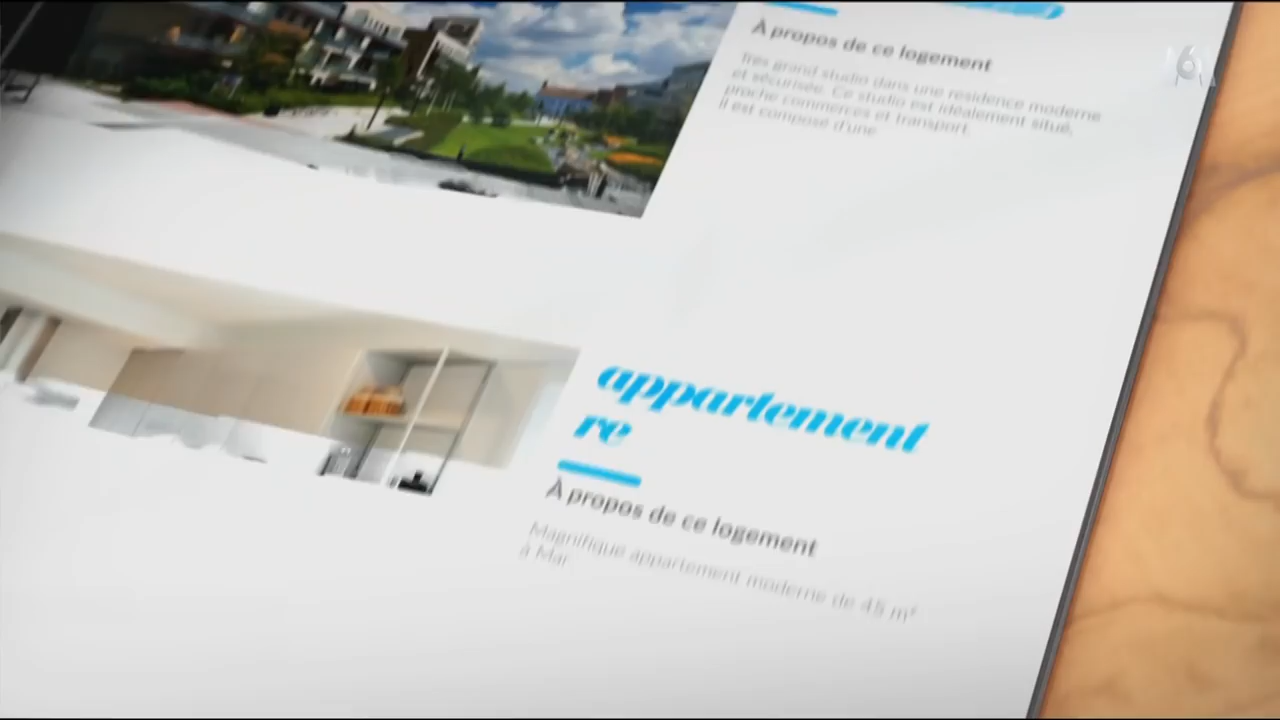 À propos de ce logement
Très grand studio dans une residence moderne
et sécurisée. Ce studio est idéalement situé,
proche commerces et transport.
Il est composé d'une
appartement
re
À propos de ce logement
Magnifique appartement moderne de 45 m²
à Mar
6